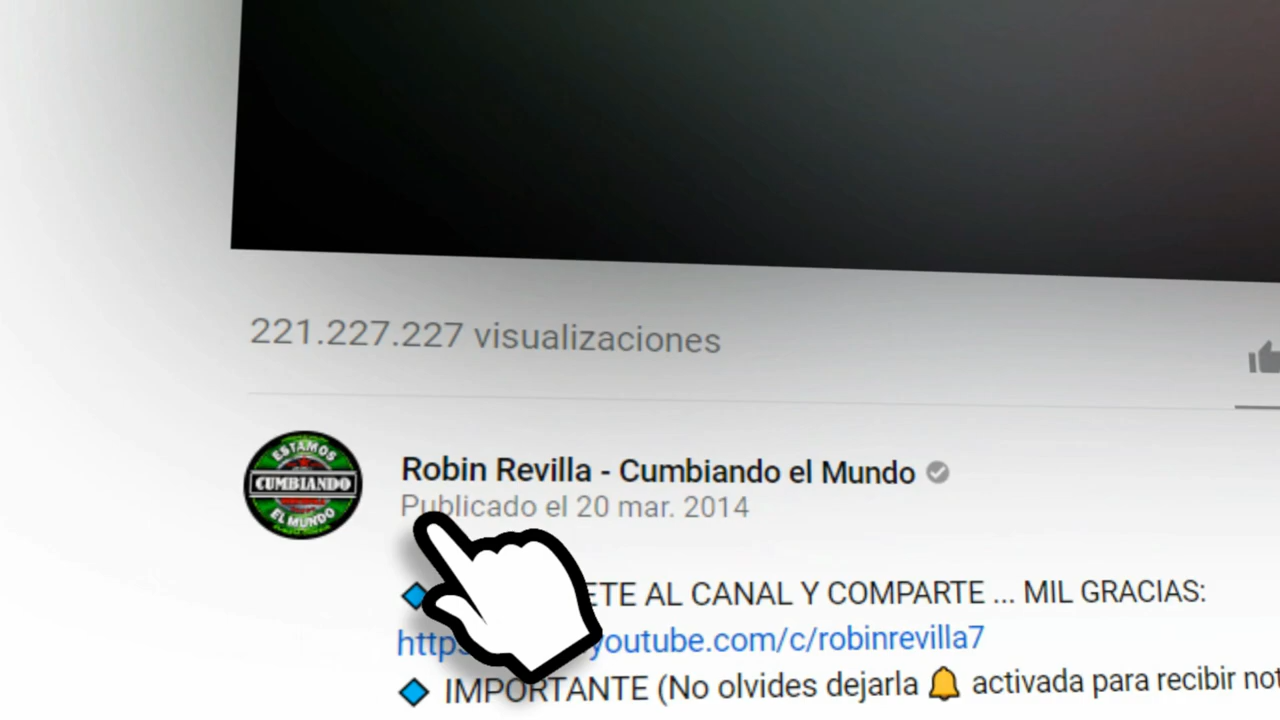 221.227.227 visualizaciones
ESTAMOS
CUMBIANDO
EL MUNDO
Robin Revilla - Cumbiando el Mundo
Publicado el 20 mar. 2014
ETE AL CANAL Y COMPARTE ... MIL GRACIAS:
http youtube.com/c/robinrevilla7
IMPORTANTE (No olvides dejarla 🔔 activada para recibir not